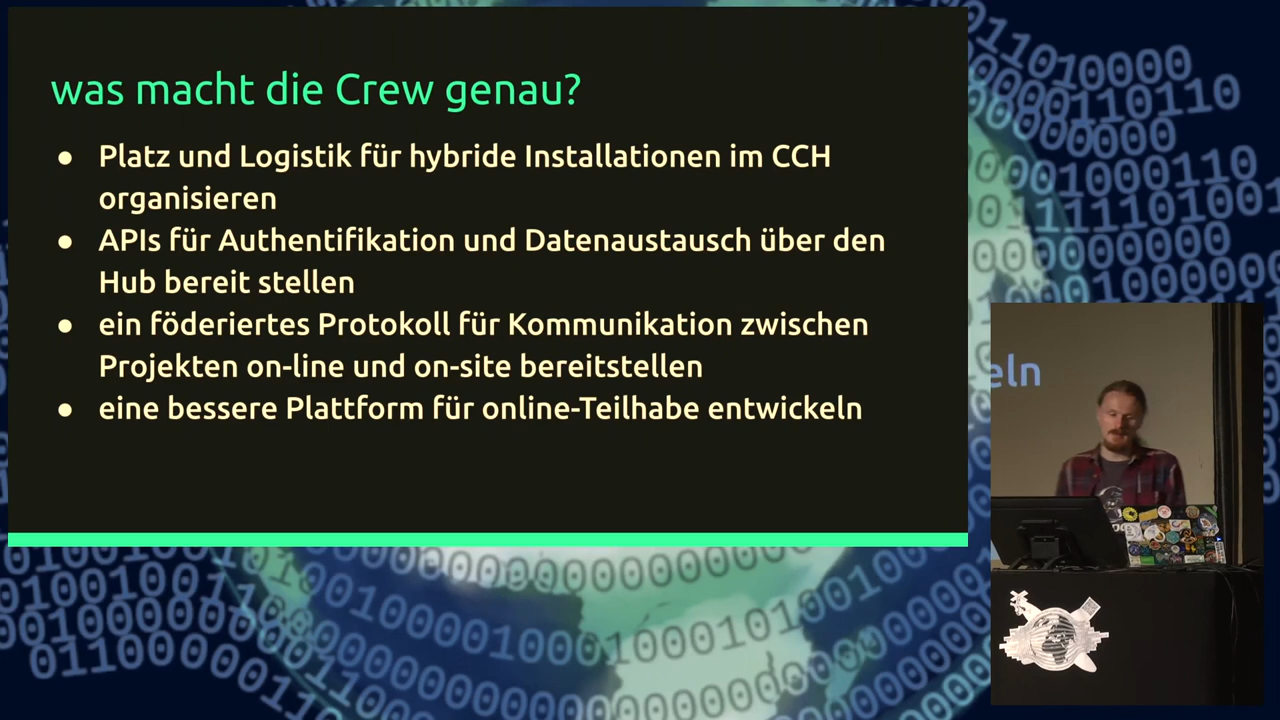 was macht die Crew genau?
● Platz und Logistik für hybride Installationen im CCH
organisieren
● APIs für Authentifikation und Datenaustausch über den
Hub bereit stellen
● ein föderiertes Protokoll für Kommunikation zwischen
Projekten on-line und on-site bereitstellen
● eine bessere Plattform für online-Teilhabe entwickeln
eln